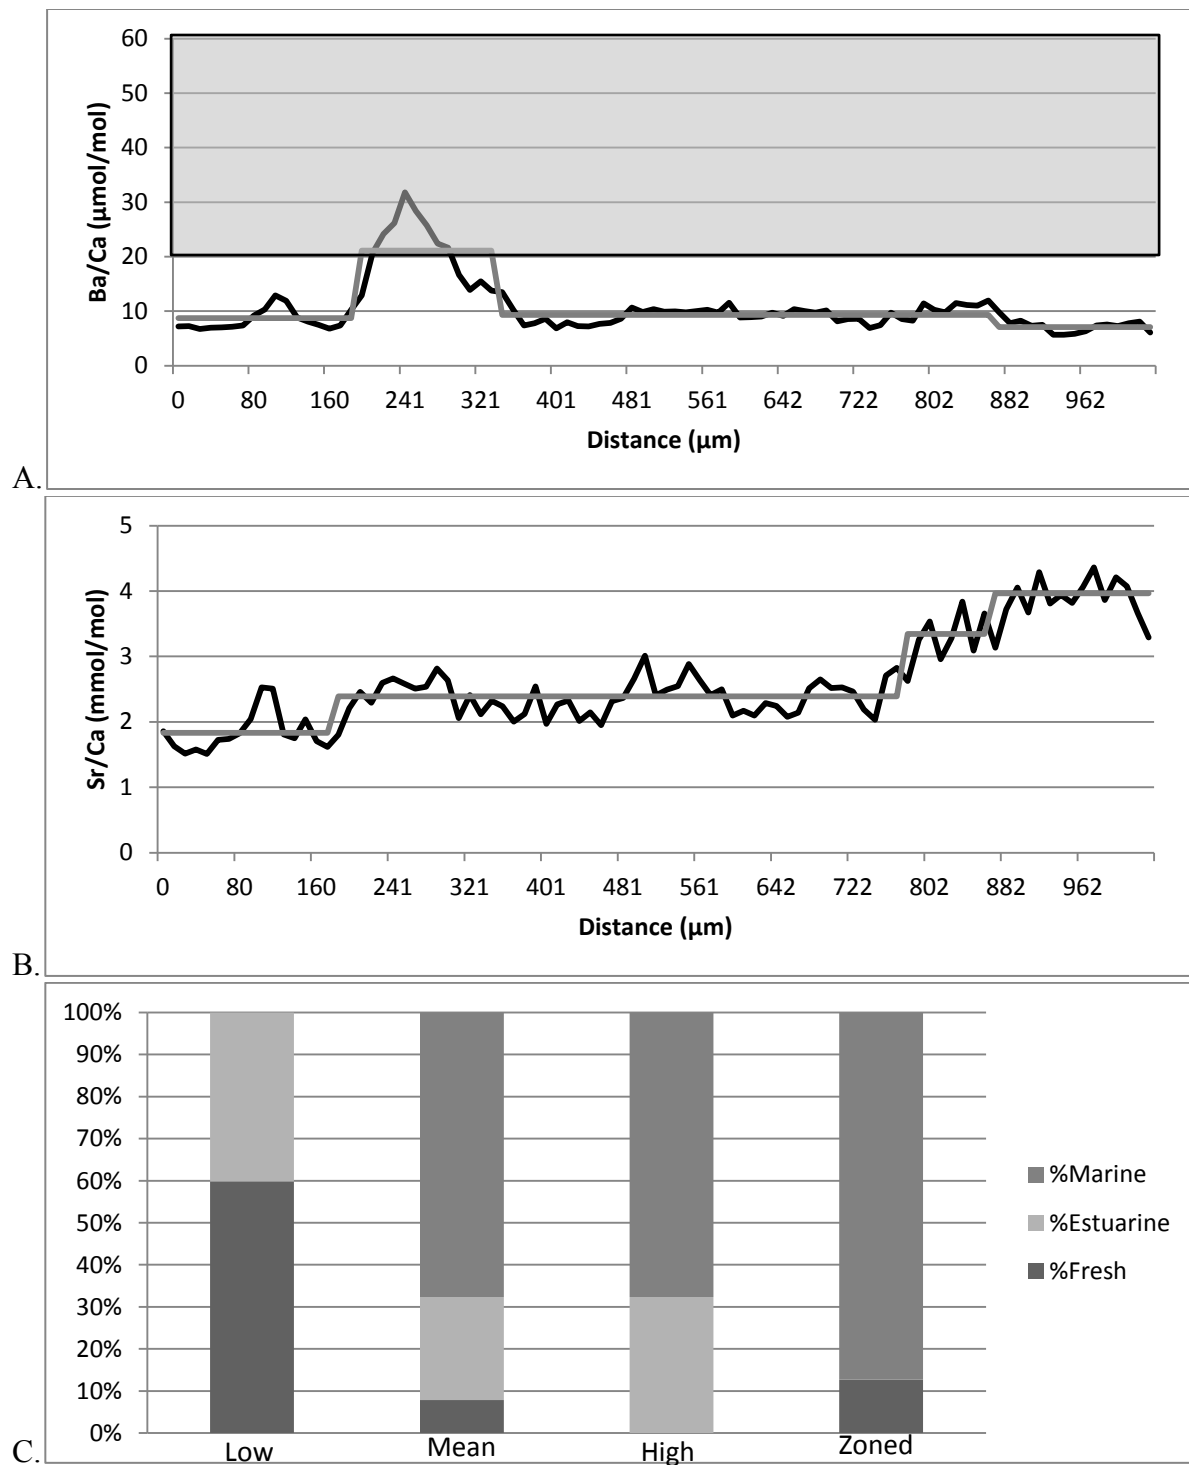 60
50
40
30
20
10
0
Ba/Ca (µmol/mol)
0 80 160 241 321 401 481 561 642 722 802 882 962
Distance (µm)
A.
5
4
3
2
1
0
Sr/Ca (mmol/mol)
0 80 160 241 321 401 481 561 642 722 802 882 962
Distance (µm)
B.
100%
90%
80%
70%
60%
50%
40%
30%
20%
10%
0%
%Marine
%Estuarine
%Fresh
Low Mean High Zoned
C.